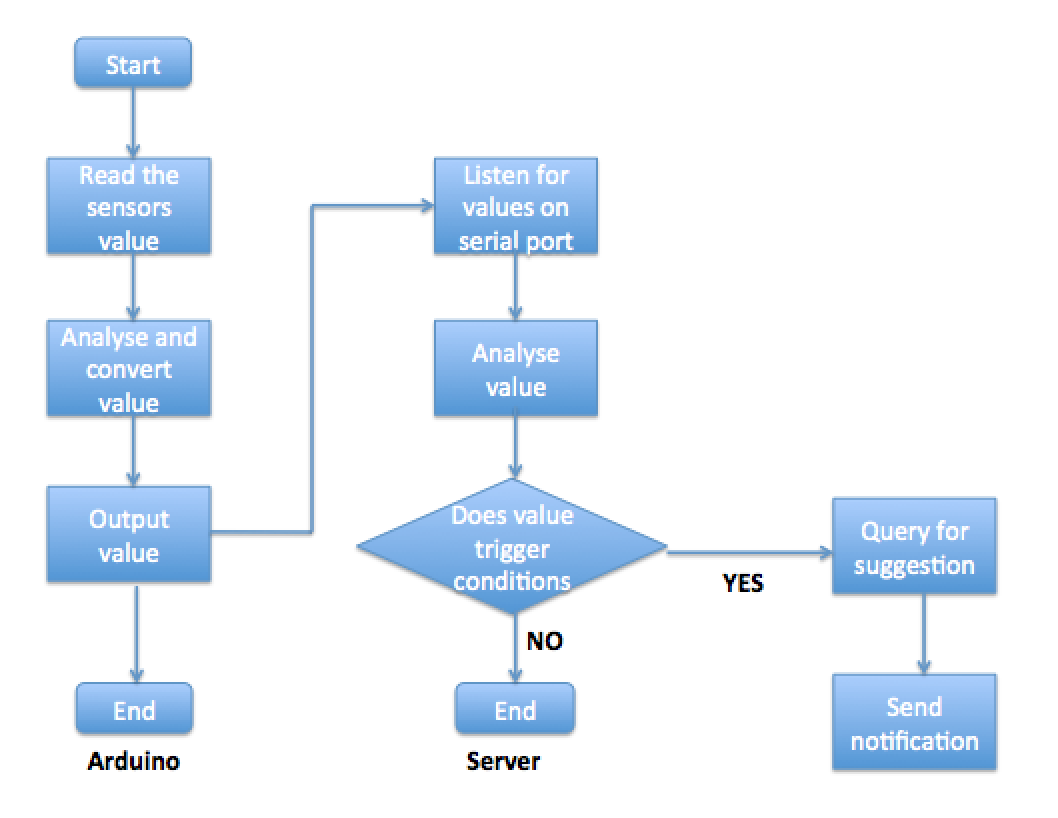 Start
Read the
sensors
value
Analyse and
convert
value
Output
value
End
Arduino
Listen for
values on
serial port
Analyse
value
Does value
trigger
conditions
NO
End
Server
YES
Query for
suggestion
Send
notification